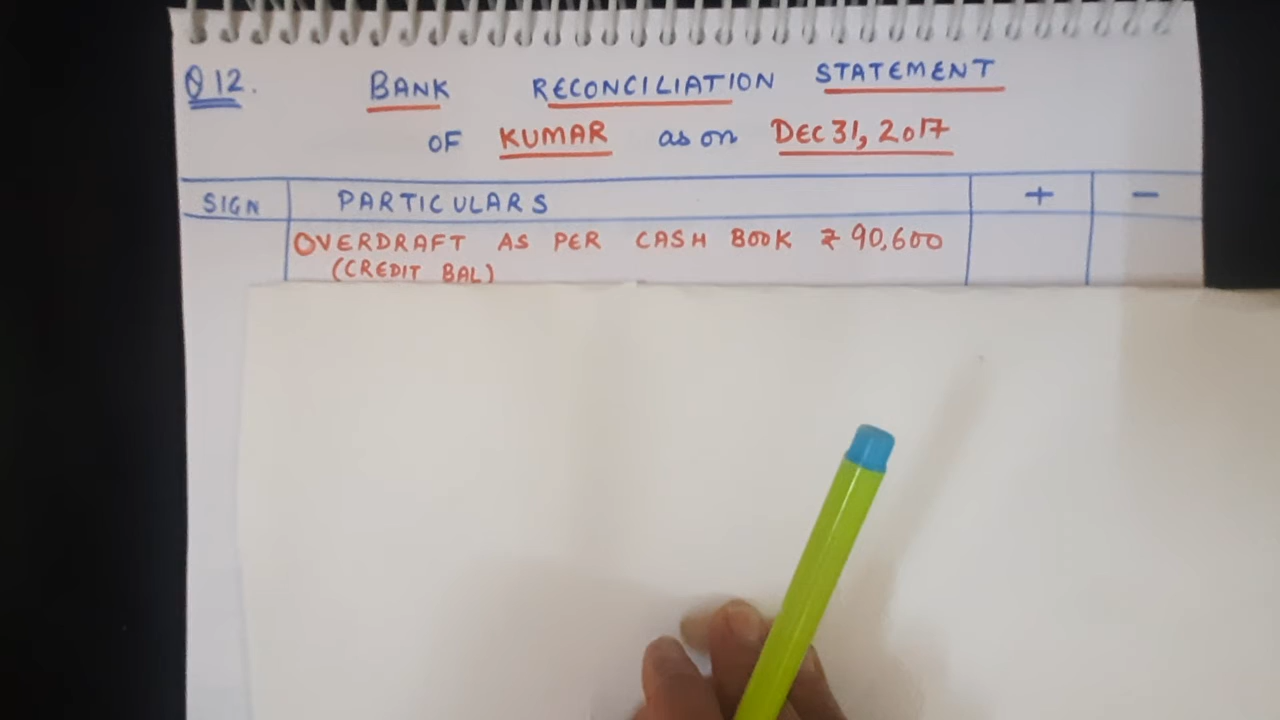 Q 12. BANK RECONCILIATION STATEMENT
OF KUMAR as on DEC 31, 2017
SIGN PARTICULARS + −
OVERDRAFT AS PER CASH BOOK ₹ 90,600
(CREDIT BAL)